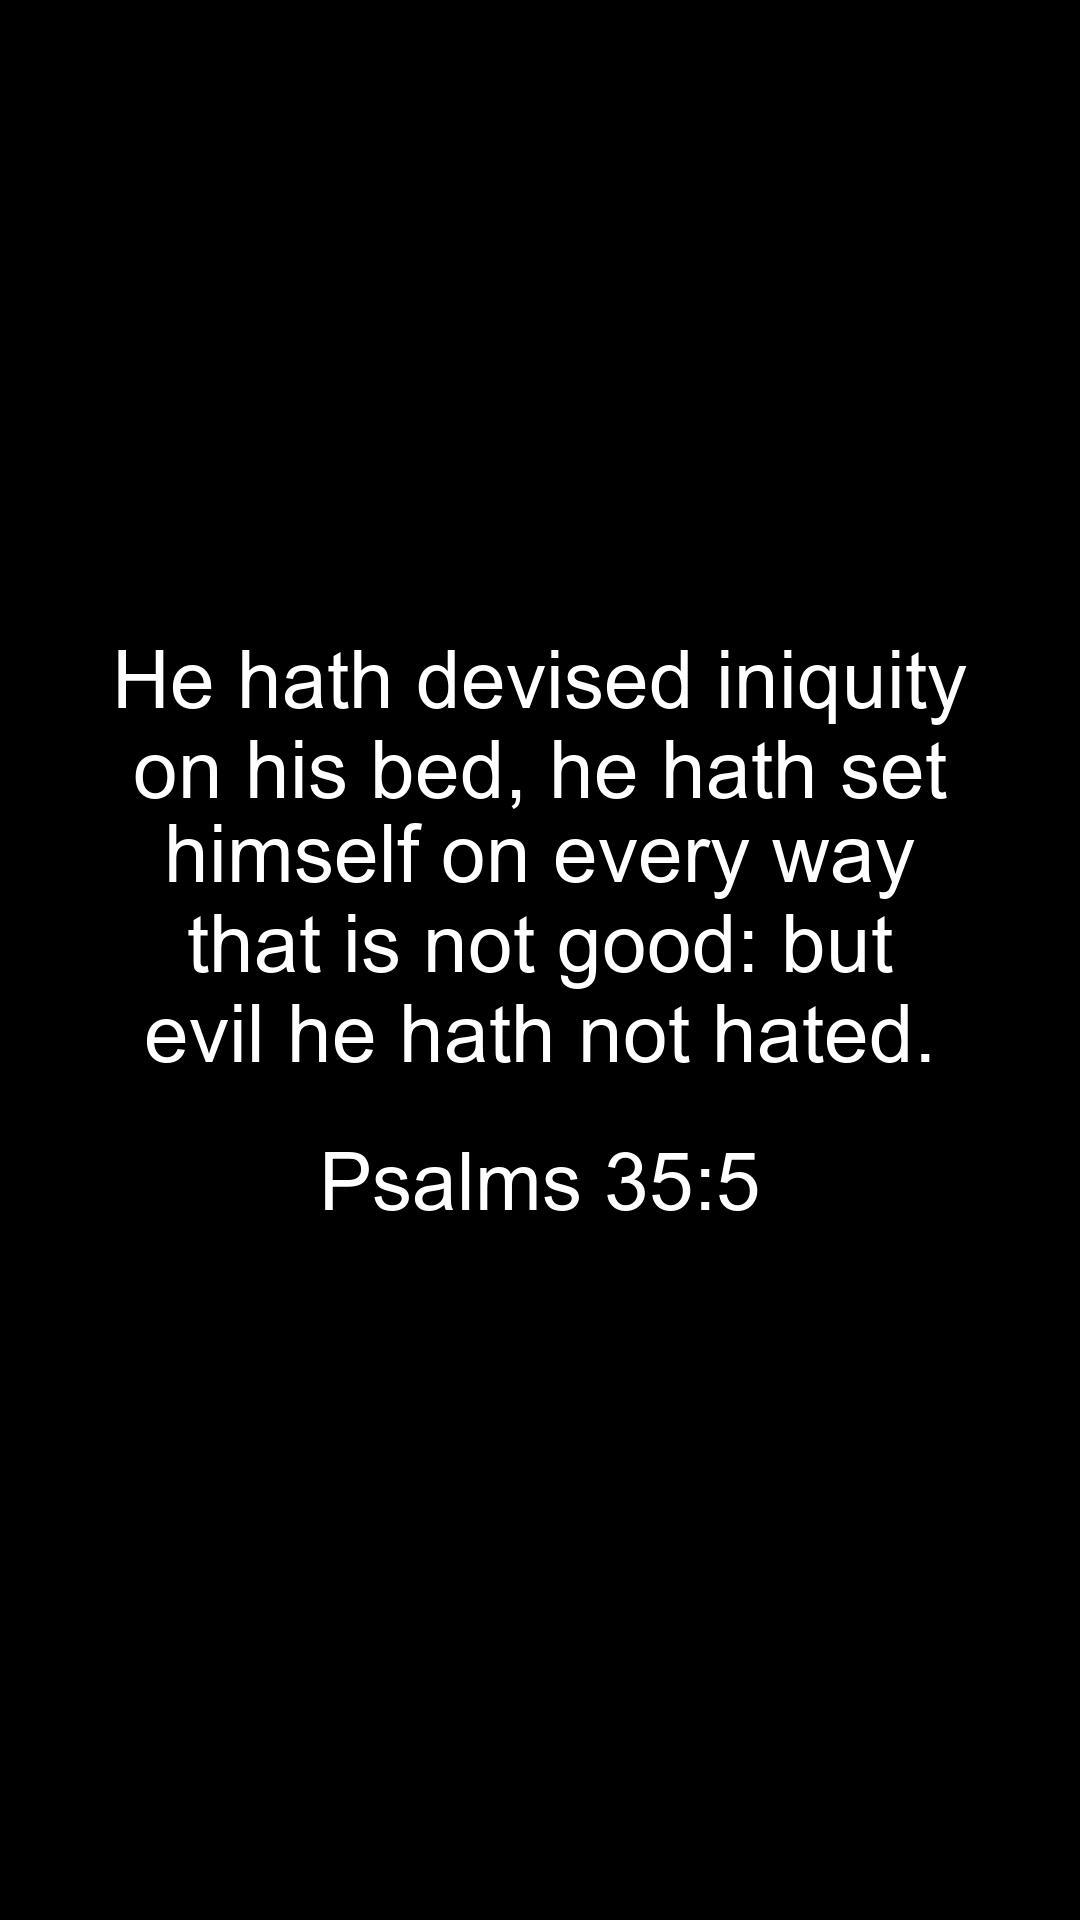 He hath devised iniquity
on his bed, he hath set
himself on every way
that is not good: but
evil he hath not hated.
Psalms 35:5